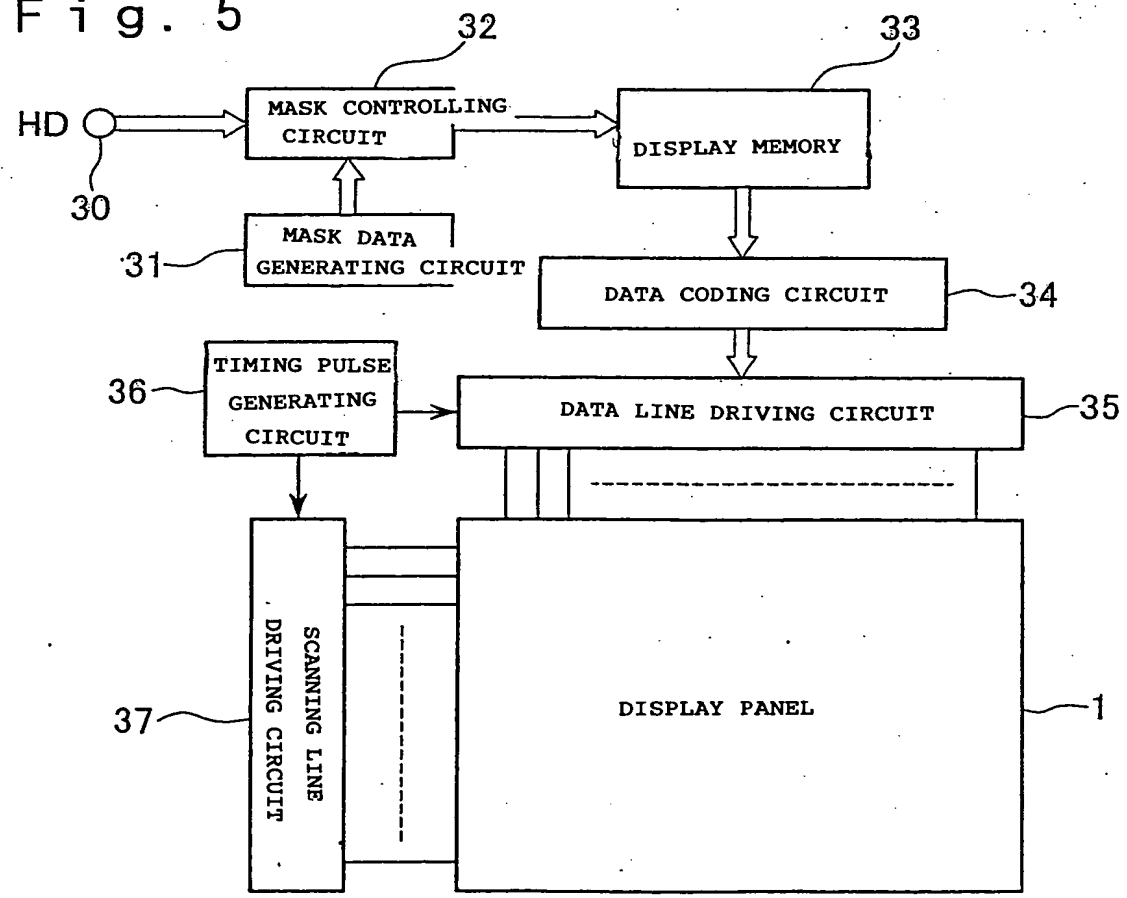 Fig. 5
32
33
HD
MASK CONTROLLING
CIRCUIT
DISPLAY MEMORY
30
31
MASK DATA
GENERATING CIRCUIT
DATA CODING CIRCUIT
34
36
TIMING PULSE
GENERATING
CIRCUIT
DATA LINE DRIVING CIRCUIT
35
37
SCANNING LINE
DRIVING CIRCUIT
DISPLAY PANEL
1